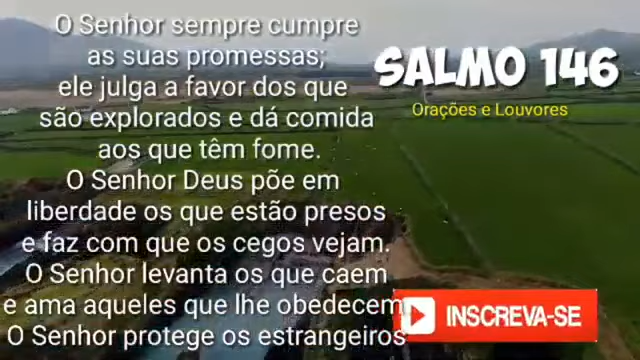 O Senhor sempre cumpre
as suas promessas;
ele julga a favor dos que
são explorados e dá comida
aos que têm fome.
O Senhor Deus põe em
liberdade os que estão presos
e faz com que os cegos vejam.
O Senhor levanta os que caem
e ama aqueles que lhe obedecem
O Senhor protege os estrangeiros
SALMO 146
Orações e Louvores
INSCREVA-SE